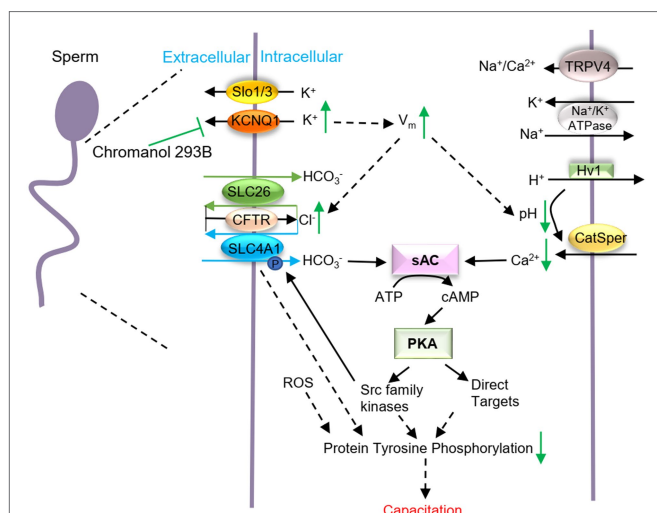 Sperm
Extracellular Intracellular
Slo1/3 K⁺
KCNQ1 K⁺
Chromanol 293B
Vₘ
Na⁺/Ca²⁺ TRPV4
K⁺
Na⁺/K⁺
ATPase
Na⁺
Hv1
H⁺
pH
CatSper
Ca²⁺
HCO₃⁻
SLC26
CFTR Cl⁻
SLC4A1
P
HCO₃⁻
sAC
ATP cAMP
PKA
ROS
Src family
kinases
Direct
Targets
Protein Tyrosine Phosphorylation
Capacitation